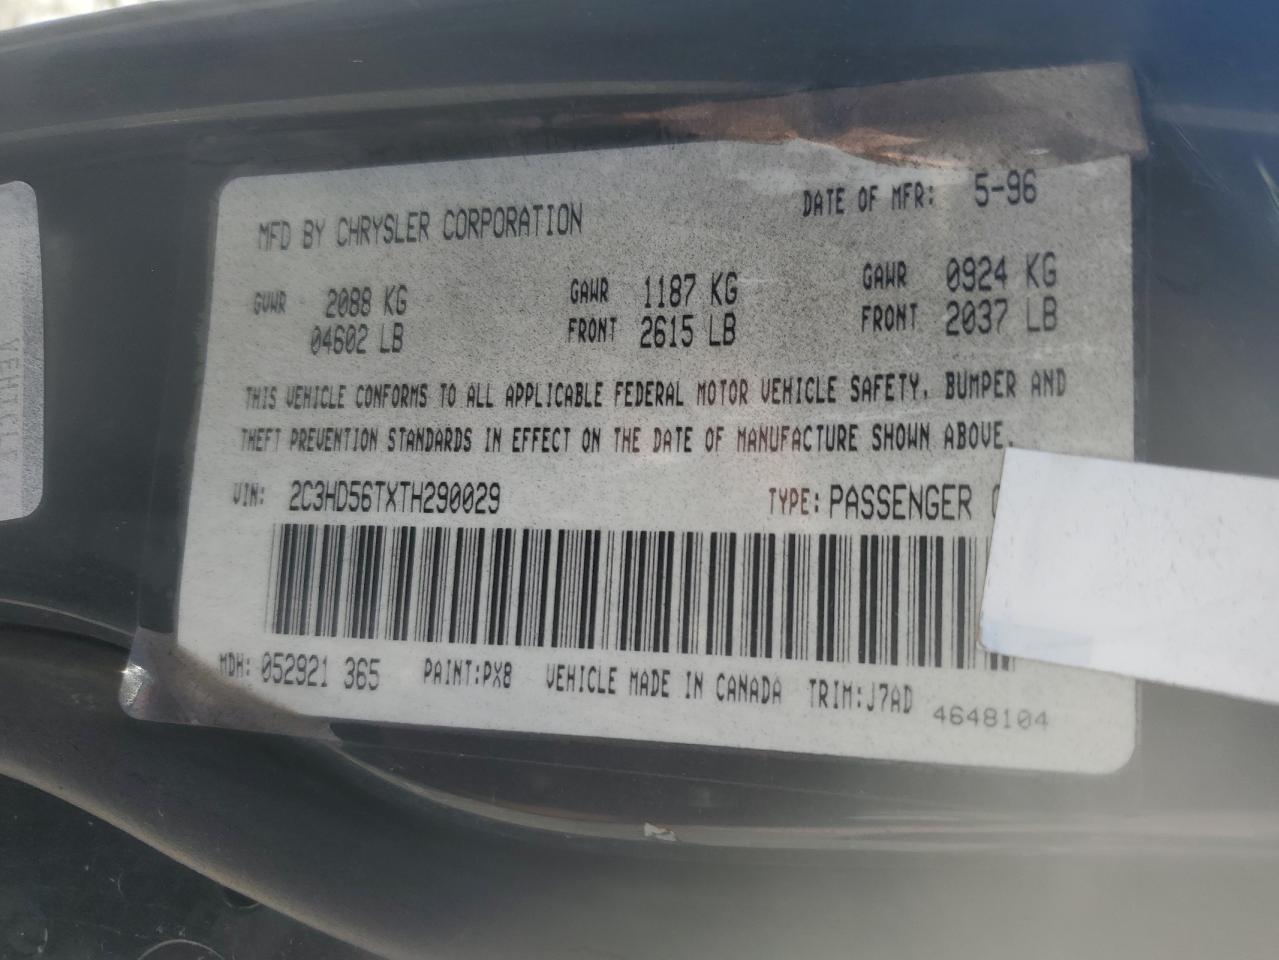 MFD BY CHRYSLER CORPORATION DATE OF MFR: 5-96
GVWR 2088 KG GAWR 1187 KG GAWR 0924 KG
04602 LB FRONT 2615 LB FRONT 2037 LB
THIS VEHICLE CONFORMS TO ALL APPLICABLE FEDERAL MOTOR VEHICLE SAFETY, BUMPER AND
THEFT PREVENTION STANDARDS IN EFFECT ON THE DATE OF MANUFACTURE SHOWN ABOVE.
VIN: 2C3HD56TXTH290029 TYPE: PASSENGER
MDH: 052921 365 PAINT:PX8 VEHICLE MADE IN CANADA TRIM:J7AD 4648104